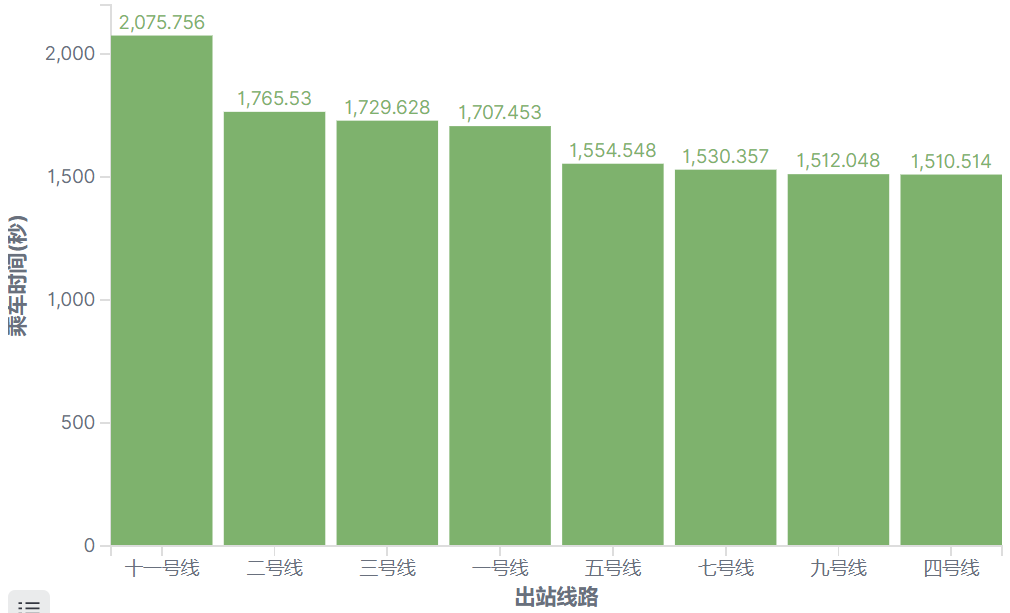 2,075.756
1,765.53
1,729.628
1,707.453
1,554.548
1,530.357
1,512.048
1,510.514
2,000
1,500
1,000
500
0
乘车时间(秒)
十一号线
二号线
三号线
一号线
五号线
七号线
九号线
四号线
出站线路